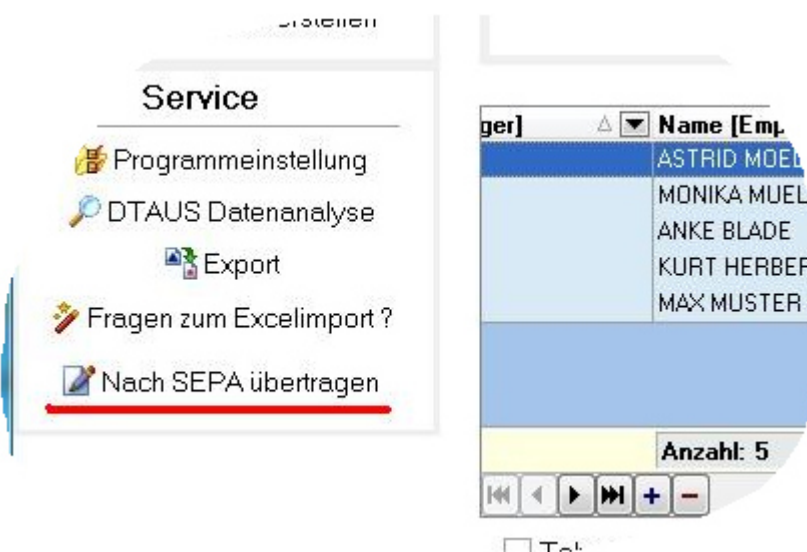 Service
Programmeinstellung
DTAUS Datenanalyse
Export
Fragen zum Excelimport ?
Nach SEPA übertragen
ger] Name [Emp
ASTRID MOEL
MONIKA MUEL
ANKE BLADE
KURT HERBER
MAX MUSTER
Anzahl: 5